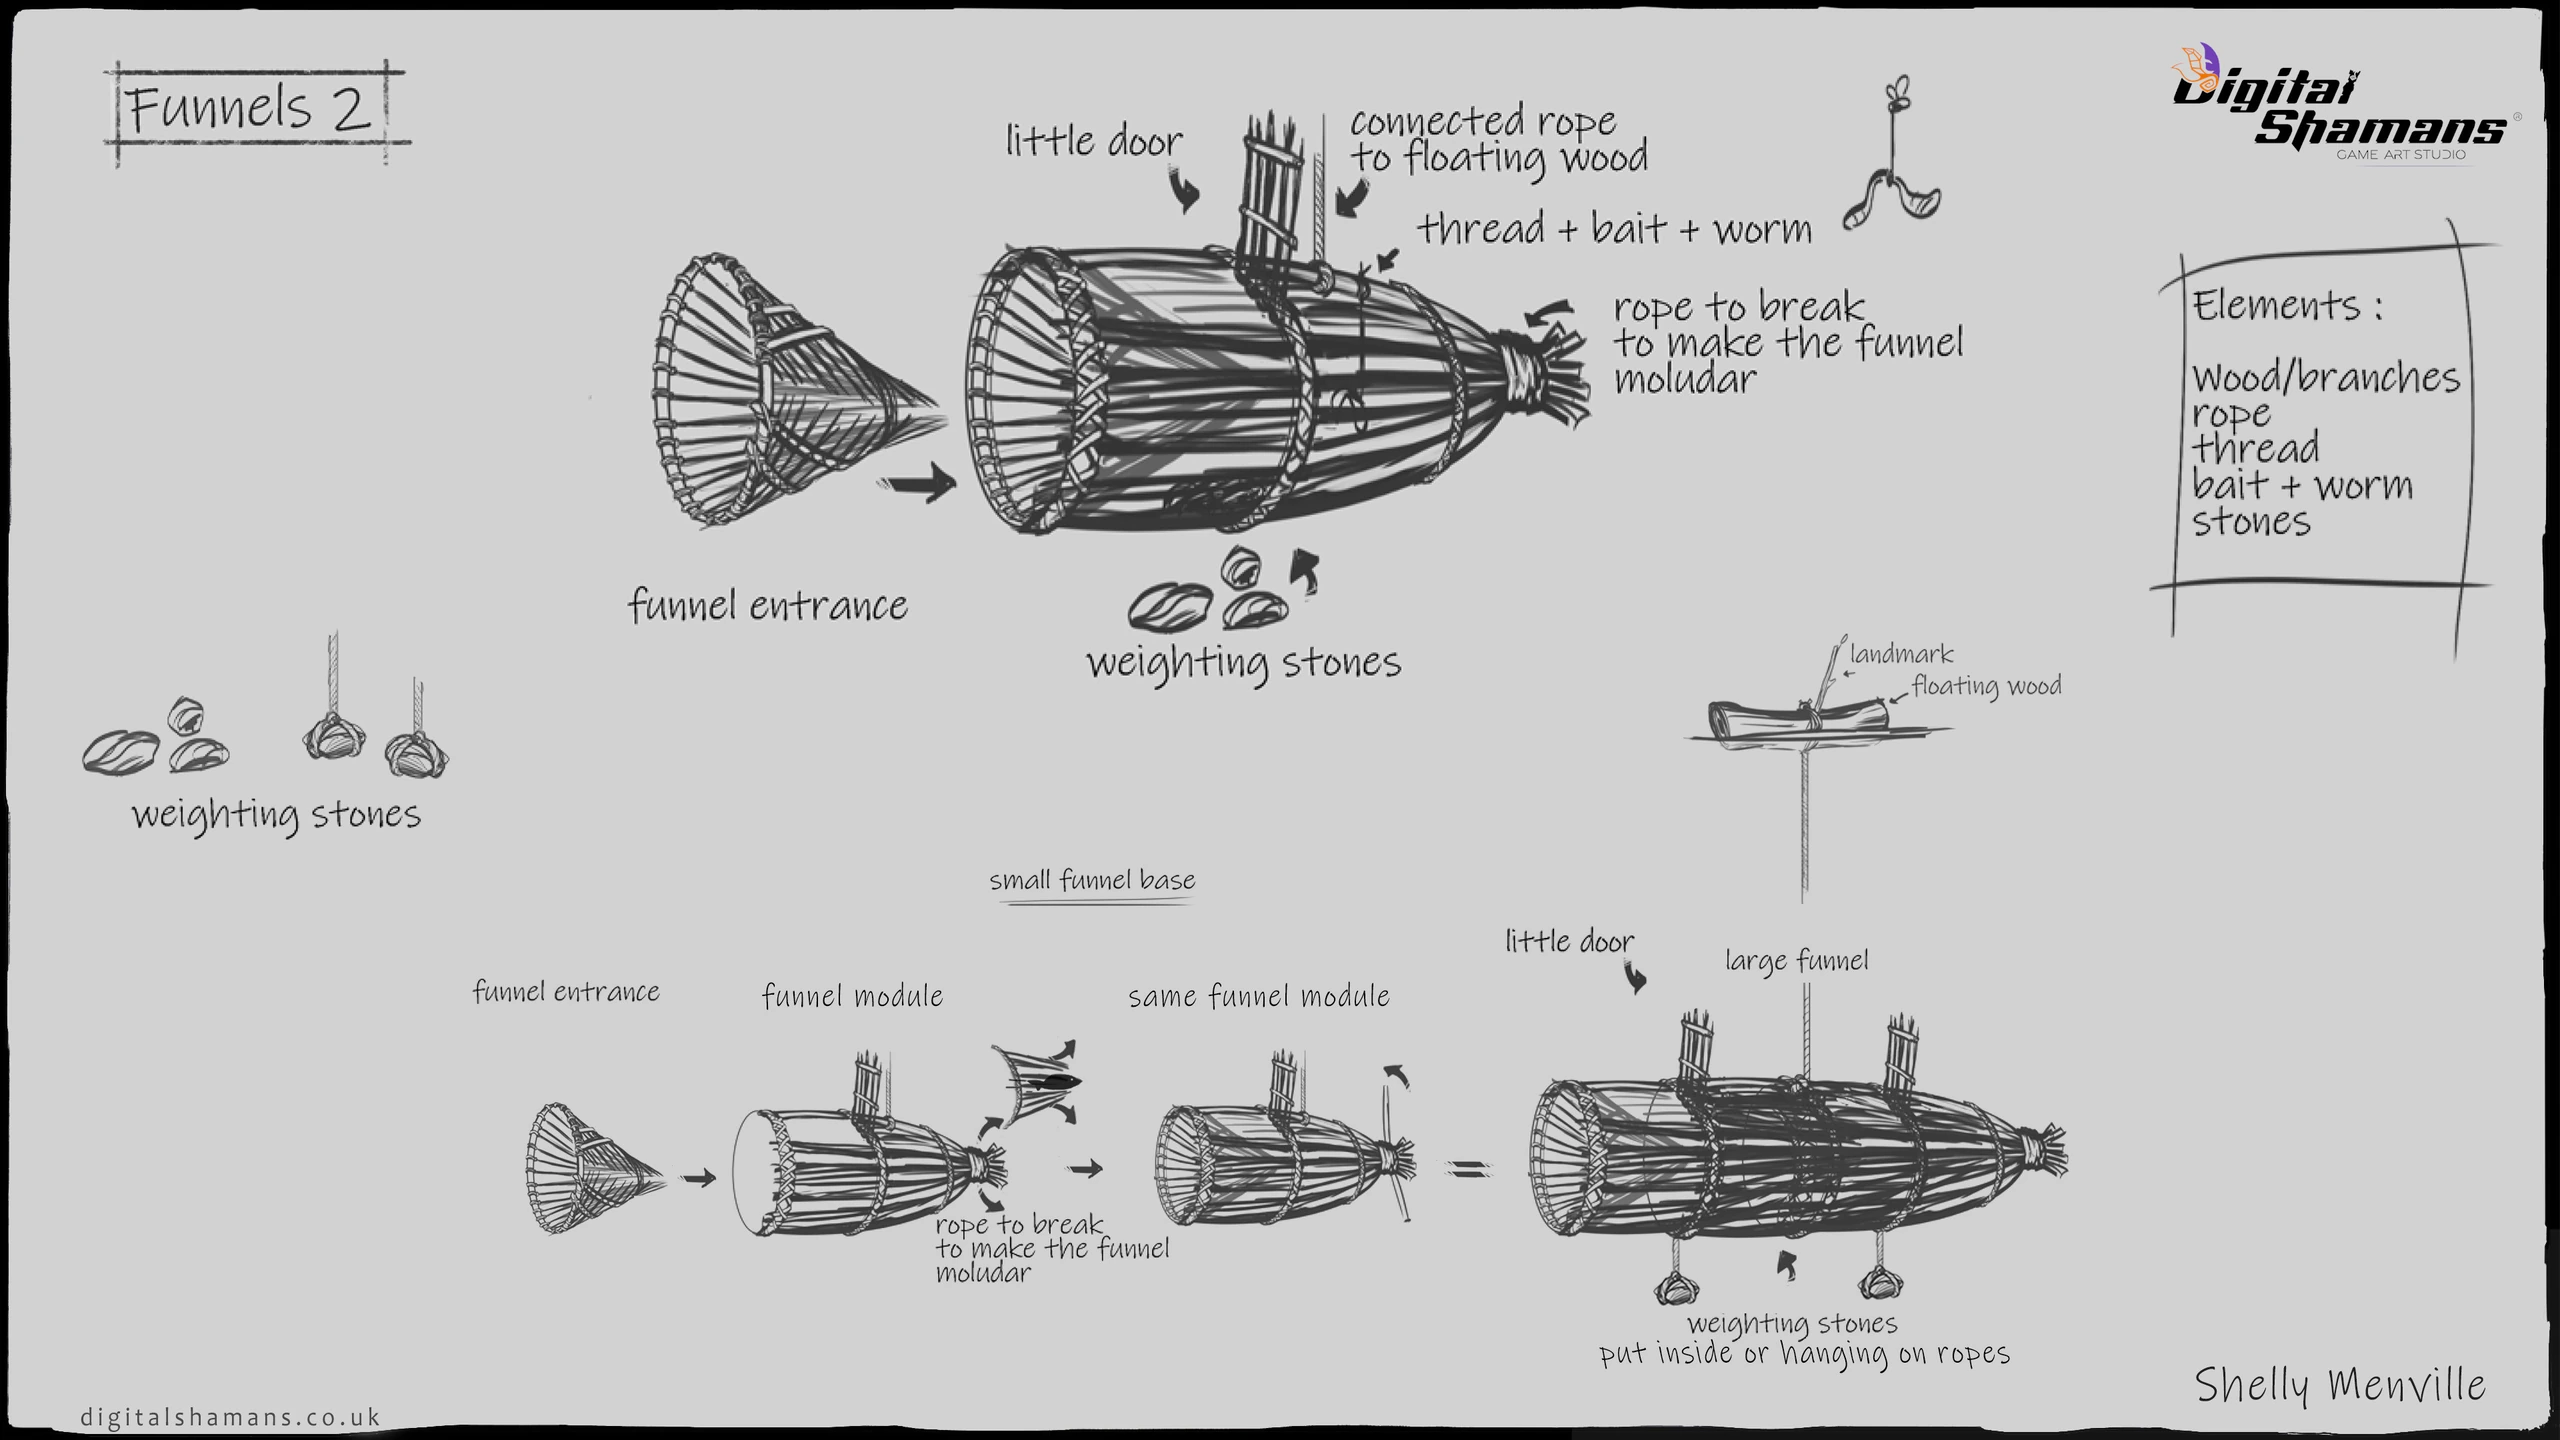 Funnels 2
Digital
Shamans
®
GAME ART STUDIO
little door
connected rope
to floating wood
thread + bait + worm
rope to break
to make the funnel
moludar
Elements :
Wood/branches
rope
thread
bait + worm
stones
funnel entrance
weighting stones
landmark
floating wood
weighting stones
small funnel base
little door
large funnel
funnel entrance
funnel module
same funnel module
rope to break
to make the funnel
moludar
weighting stones
put inside or hanging on ropes
Shelly Menville
digitalshamans.co.uk